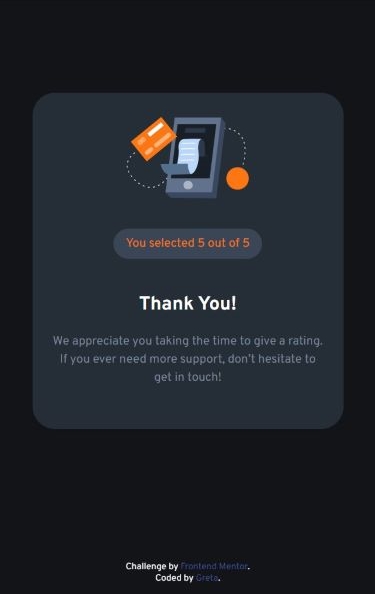 You selected 5 out of 5
Thank You!
We appreciate you taking the time to give a rating.
If you ever need more support, don't hesitate to
get in touch!
Challenge by Frontend Mentor.
Coded by Greta.